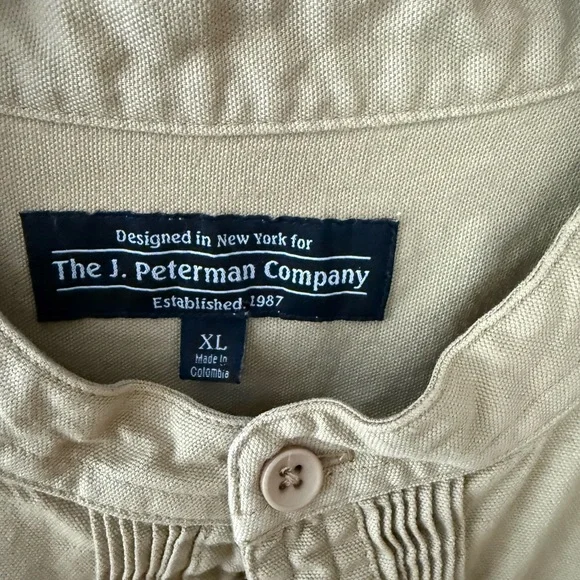 Designed in New York for
The J. Peterman Company
Established. 1987
XL
Made In
Colombia